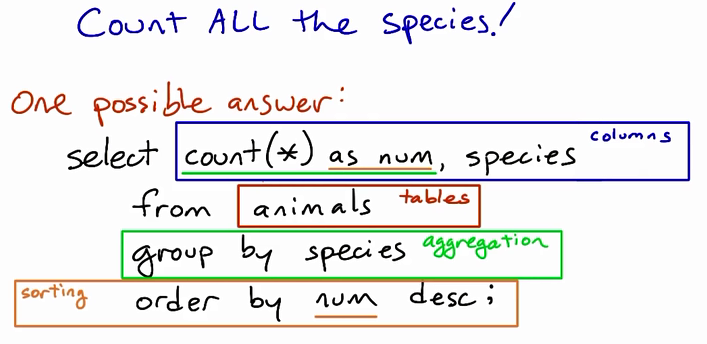 Count ALL the species!
One possible answer:
select count(*) as num, species columns
from animals tables
group by species aggregation
sorting order by num desc;